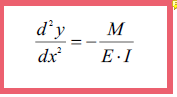 d²y/dx² = − M/(E·I)